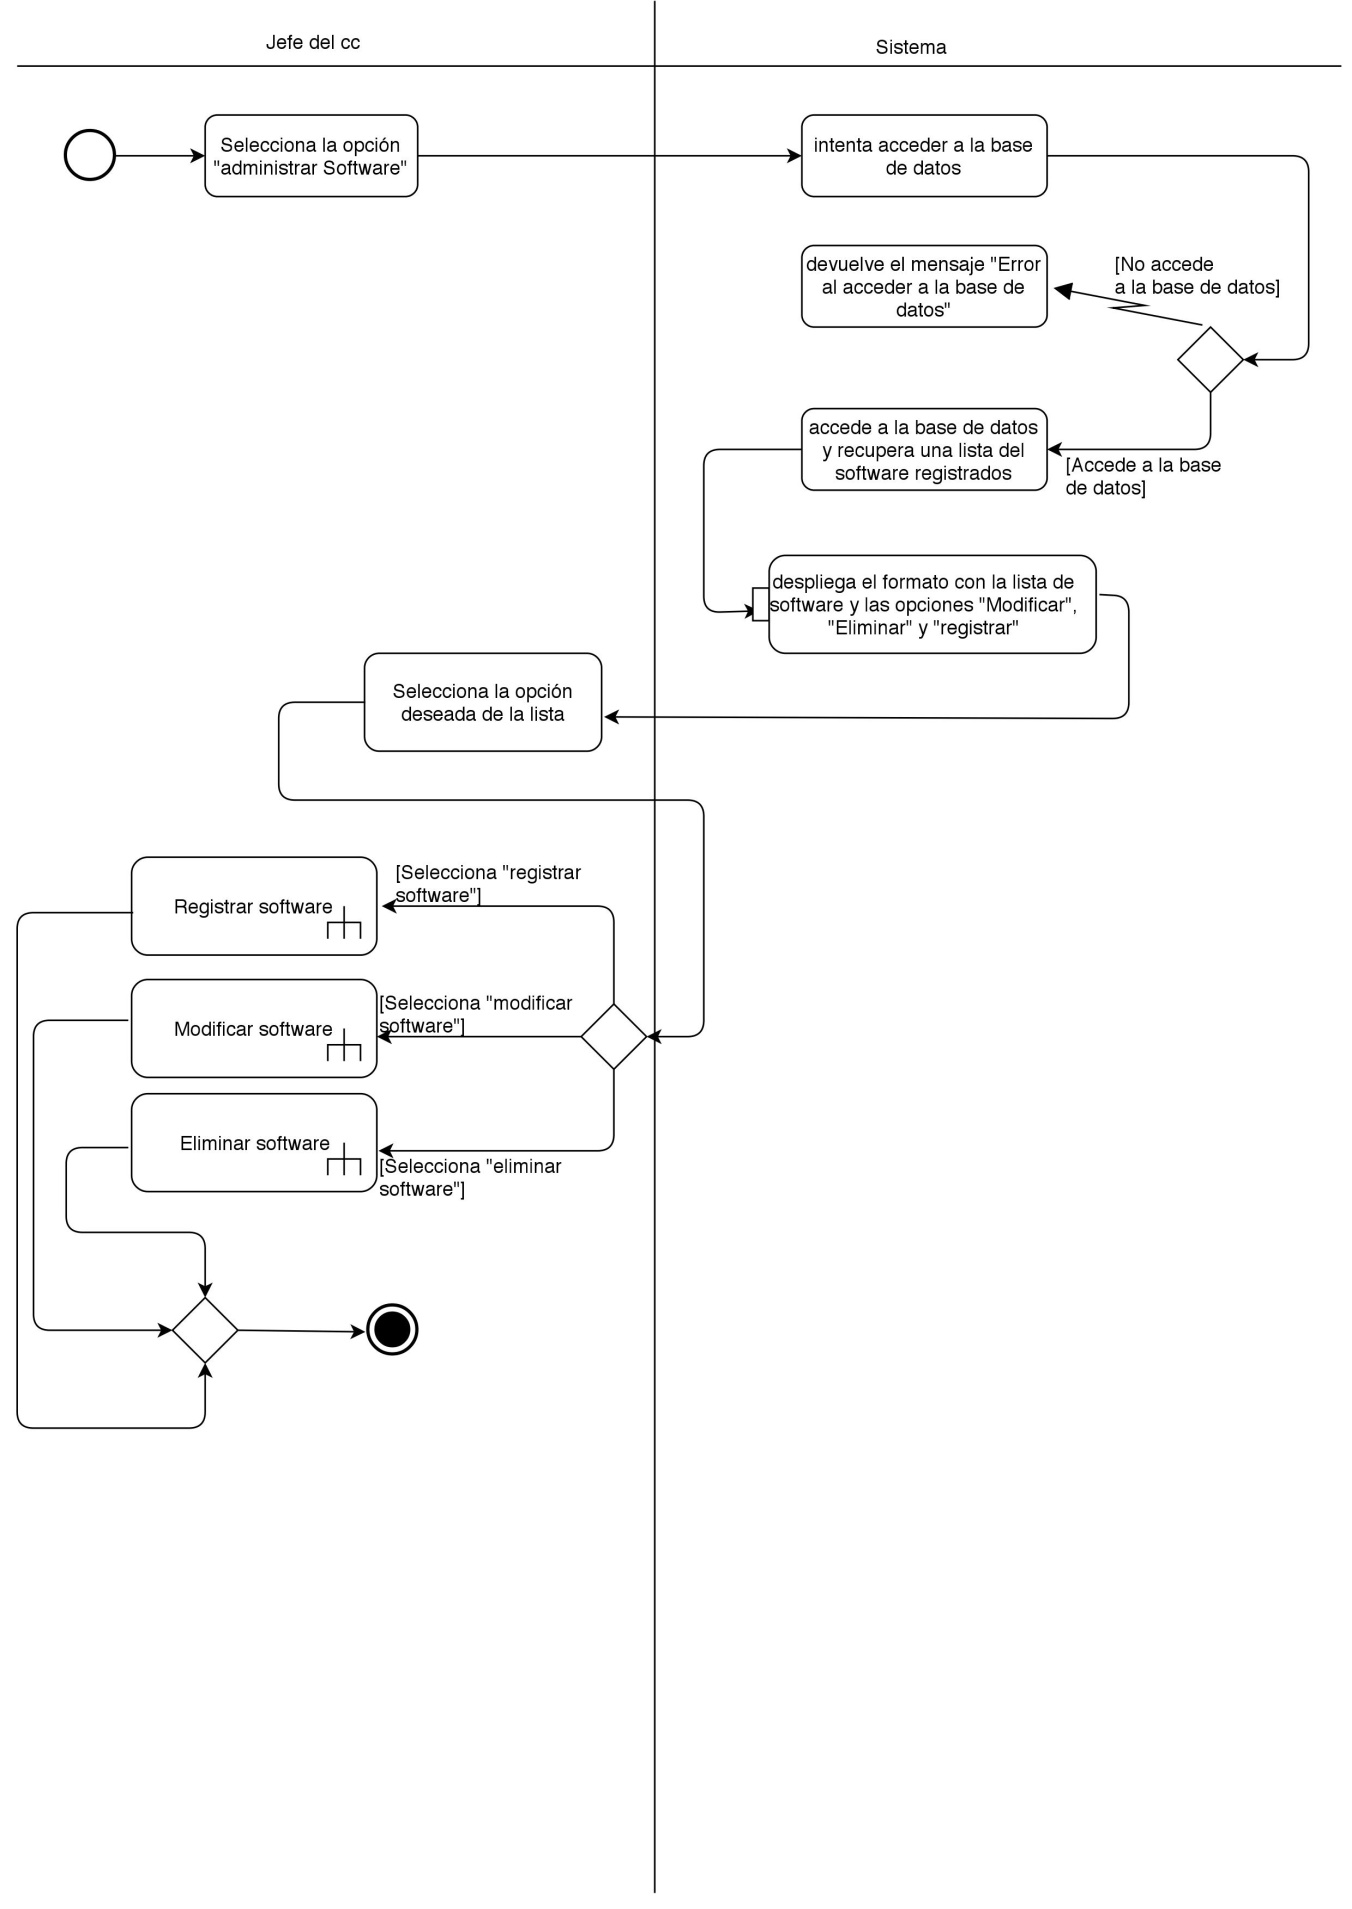 Jefe del cc
Sistema
Selecciona la opción
"administrar Software"
intenta acceder a la base
de datos
devuelve el mensaje "Error
al acceder a la base de
datos"
[No accede
a la base de datos]
accede a la base de datos
y recupera una lista del
software registrados
[Accede a la base
de datos]
despliega el formato con la lista de
software y las opciones "Modificar",
"Eliminar" y "registrar"
Selecciona la opción
deseada de la lista
[Selecciona "registrar
software"]
Registrar software
[Selecciona "modificar
software"]
Modificar software
Eliminar software
[Selecciona "eliminar
software"]